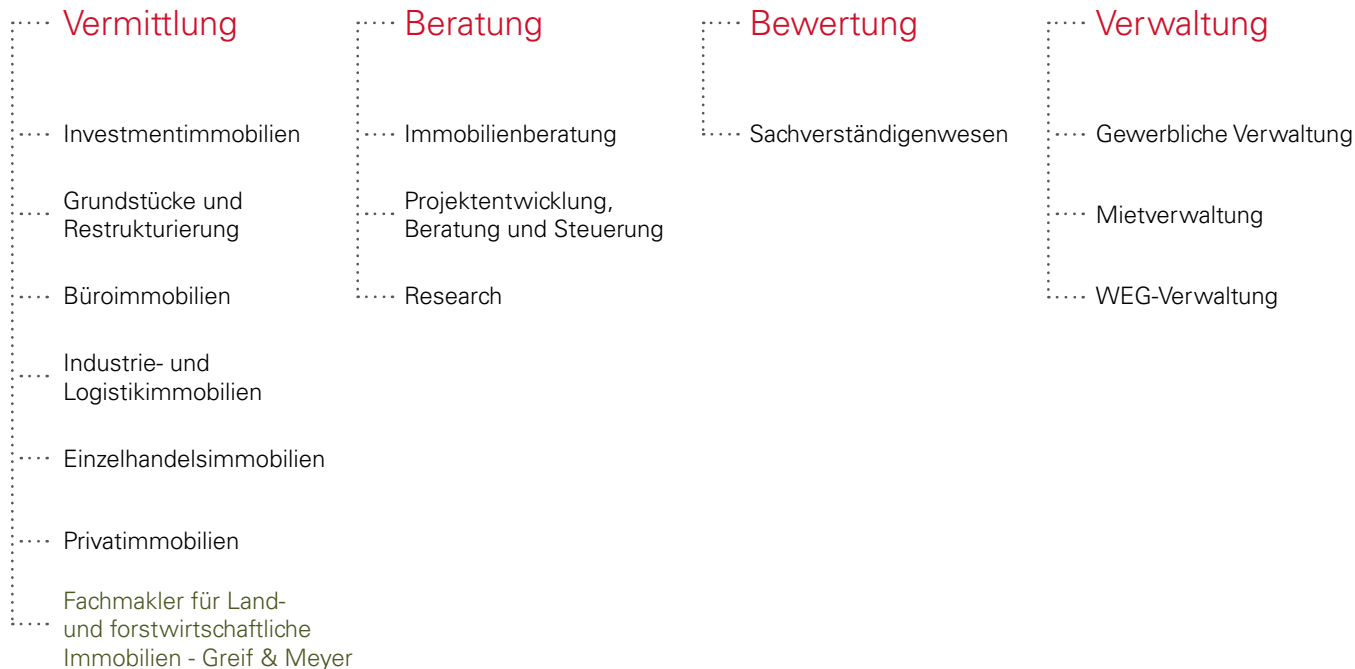 Vermittlung
Investmentimmobilien
Grundstücke und
Restrukturierung
Büroimmobilien
Industrie- und
Logistikimmobilien
Einzelhandelsimmobilien
Privatimmobilien
Fachmakler für Land-
und forstwirtschaftliche
Immobilien - Greif & Meyer
Beratung
Immobilienberatung
Projektentwicklung,
Beratung und Steuerung
Research
Bewertung
Sachverständigenwesen
Verwaltung
Gewerbliche Verwaltung
Mietverwaltung
WEG-Verwaltung